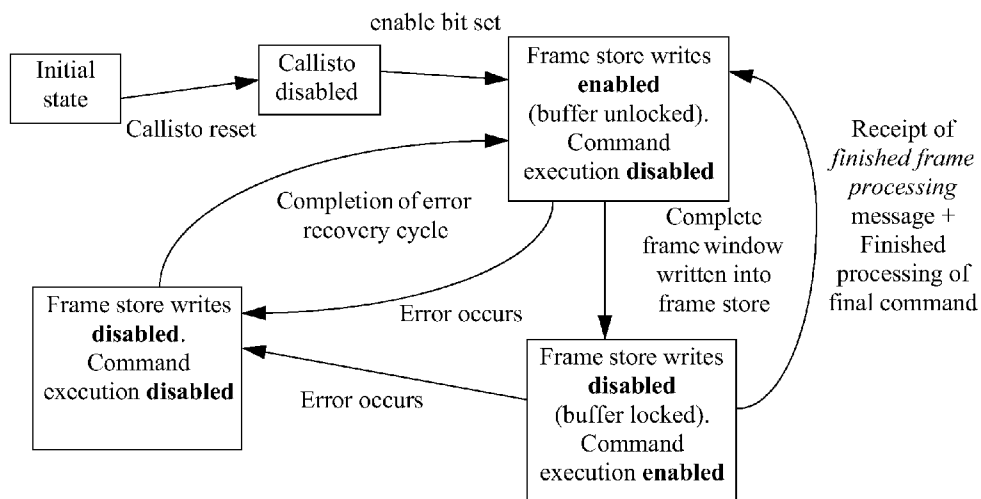 enable bit set
Initial
state
Callisto
disabled
Callisto reset
Frame store writes
enabled
(buffer unlocked).
Command
execution disabled
Receipt of
finished frame
processing
message +
Finished
processing of
final command
Completion of error
recovery cycle
Complete
frame window
written into
frame store
Frame store writes
disabled.
Command
execution disabled
Error occurs
Error occurs
Frame store writes
disabled
(buffer locked).
Command
execution enabled